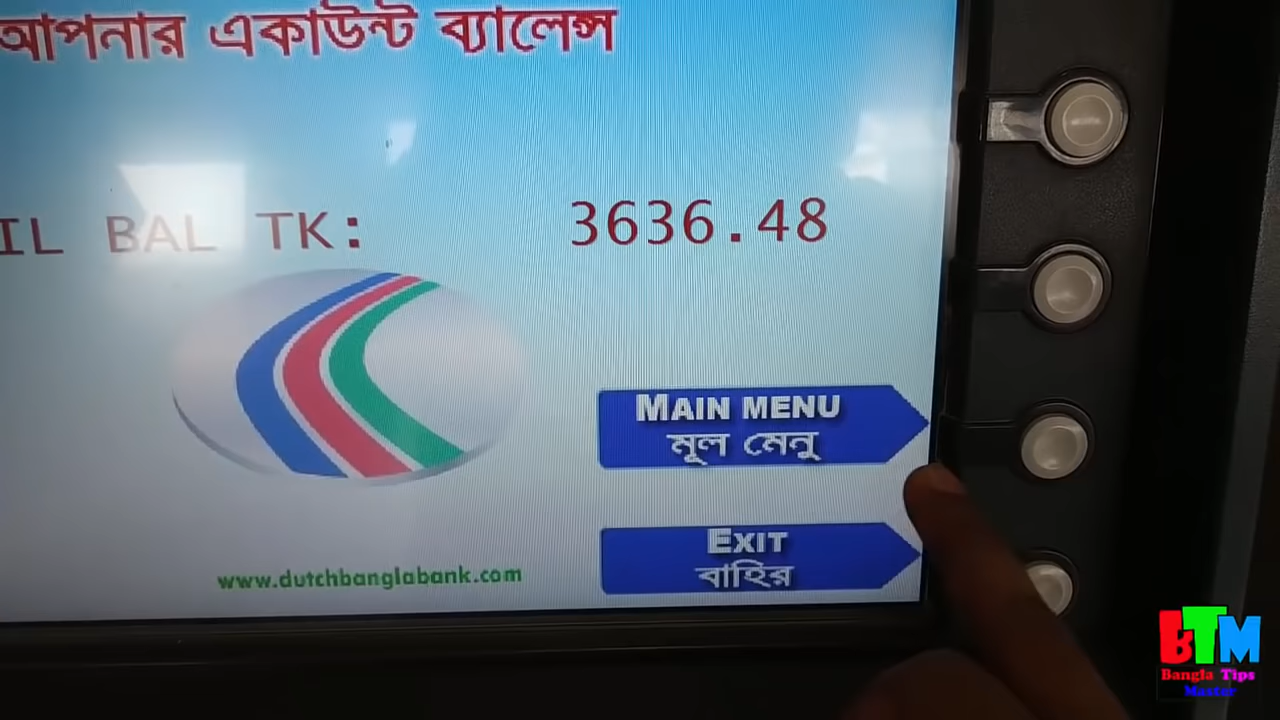 আপনার একাউন্ট ব্যালেন্স
IL BAL TK: 3636.48
MAIN MENU
মূল মেনু
EXIT
বাহির
www.dutchbanglabank.com
BTM
Bangla Tips
Master